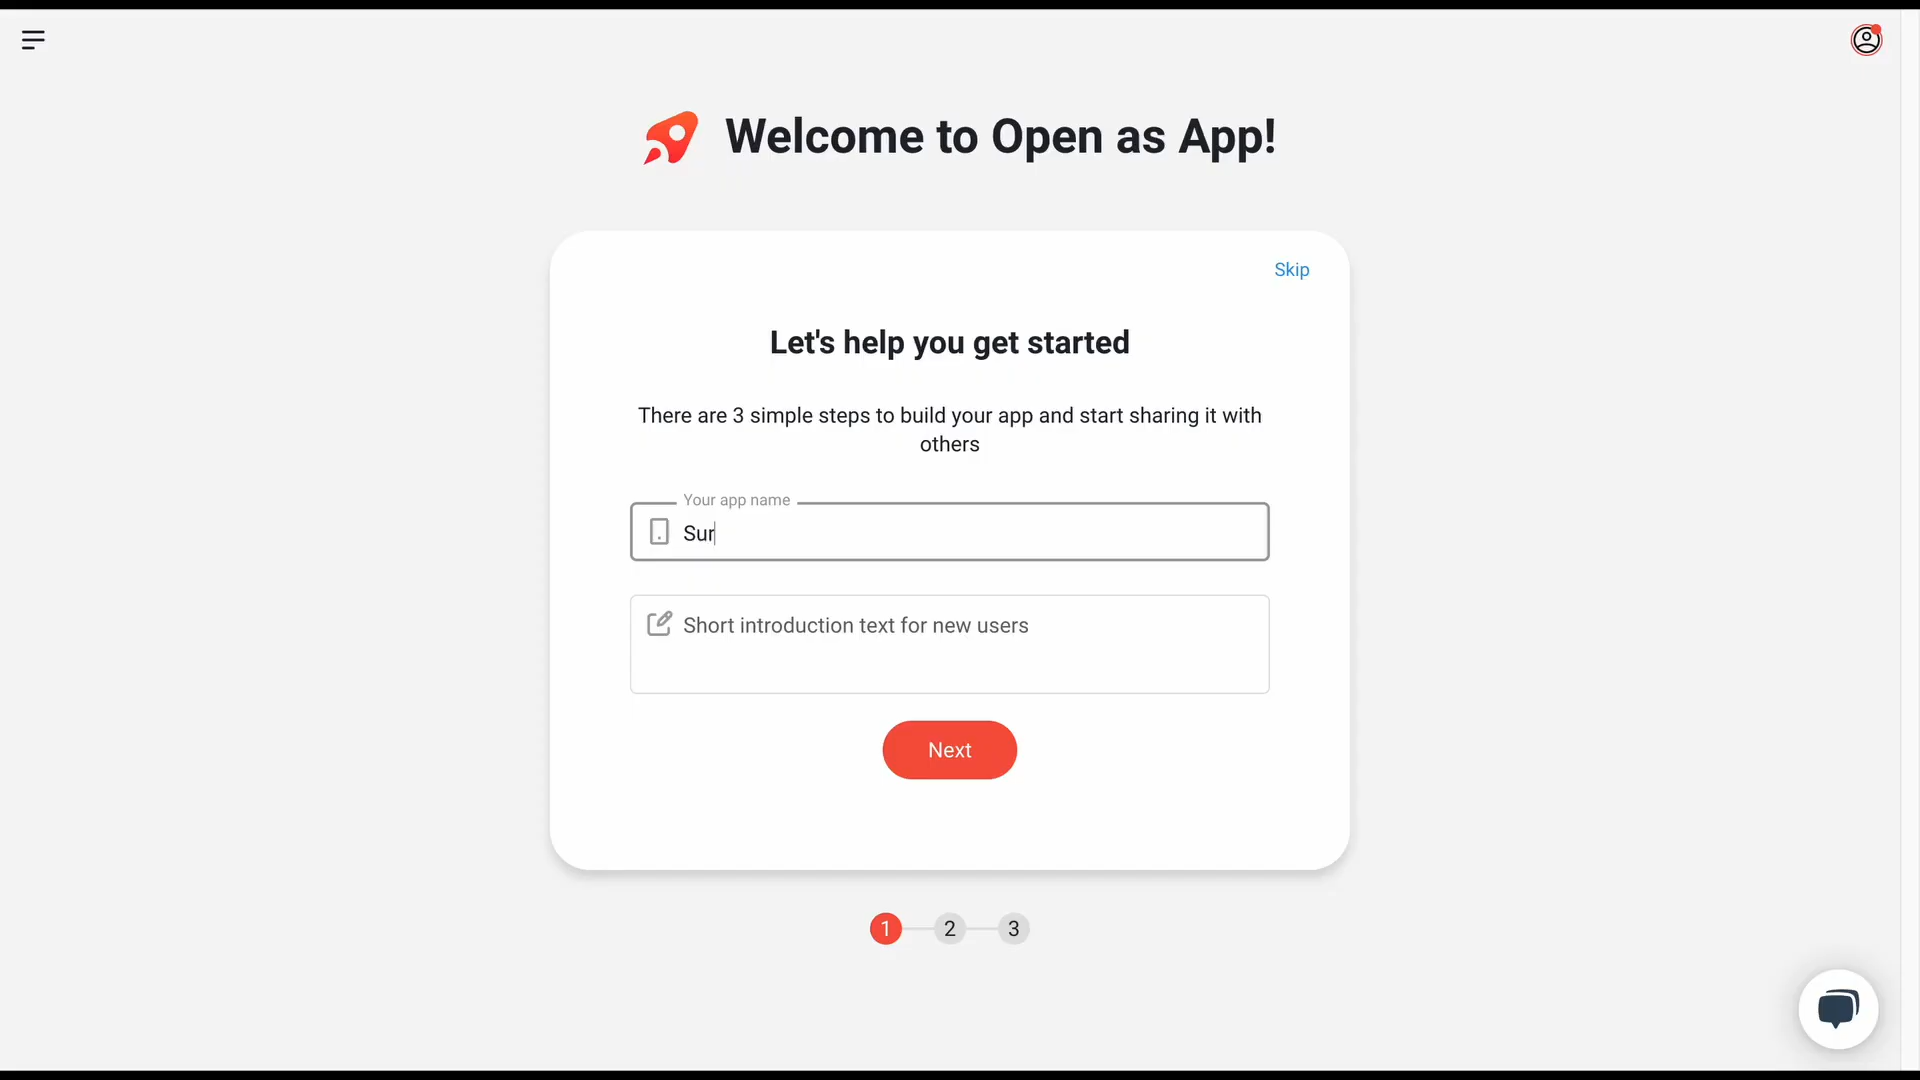 Welcome to Open as App!
Skip
Let's help you get started
There are 3 simple steps to build your app and start sharing it with
others
Your app name
Sur
Short introduction text for new users
Next
1 2 3